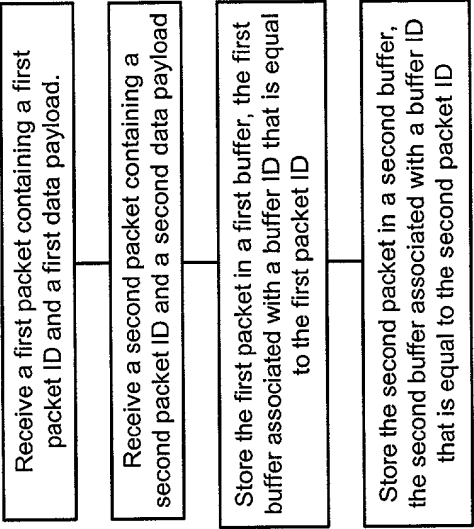 Receive a first packet containing a first
packet ID and a first data payload.
Receive a second packet containing a
second packet ID and a second data payload
Store the first packet in a first buffer, the first
buffer associated with a buffer ID that is equal
to the first packet ID
Store the second packet in a second buffer,
the second buffer associated with a buffer ID
that is equal to the second packet ID